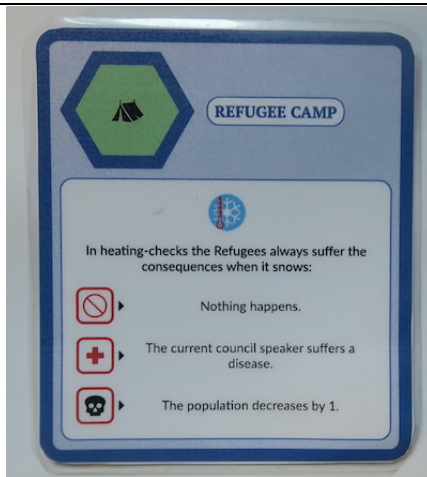 REFUGEE CAMP
In heating-checks the Refugees always suffer the
consequences when it snows:
Nothing happens.
The current council speaker suffers a
disease.
The population decreases by 1.